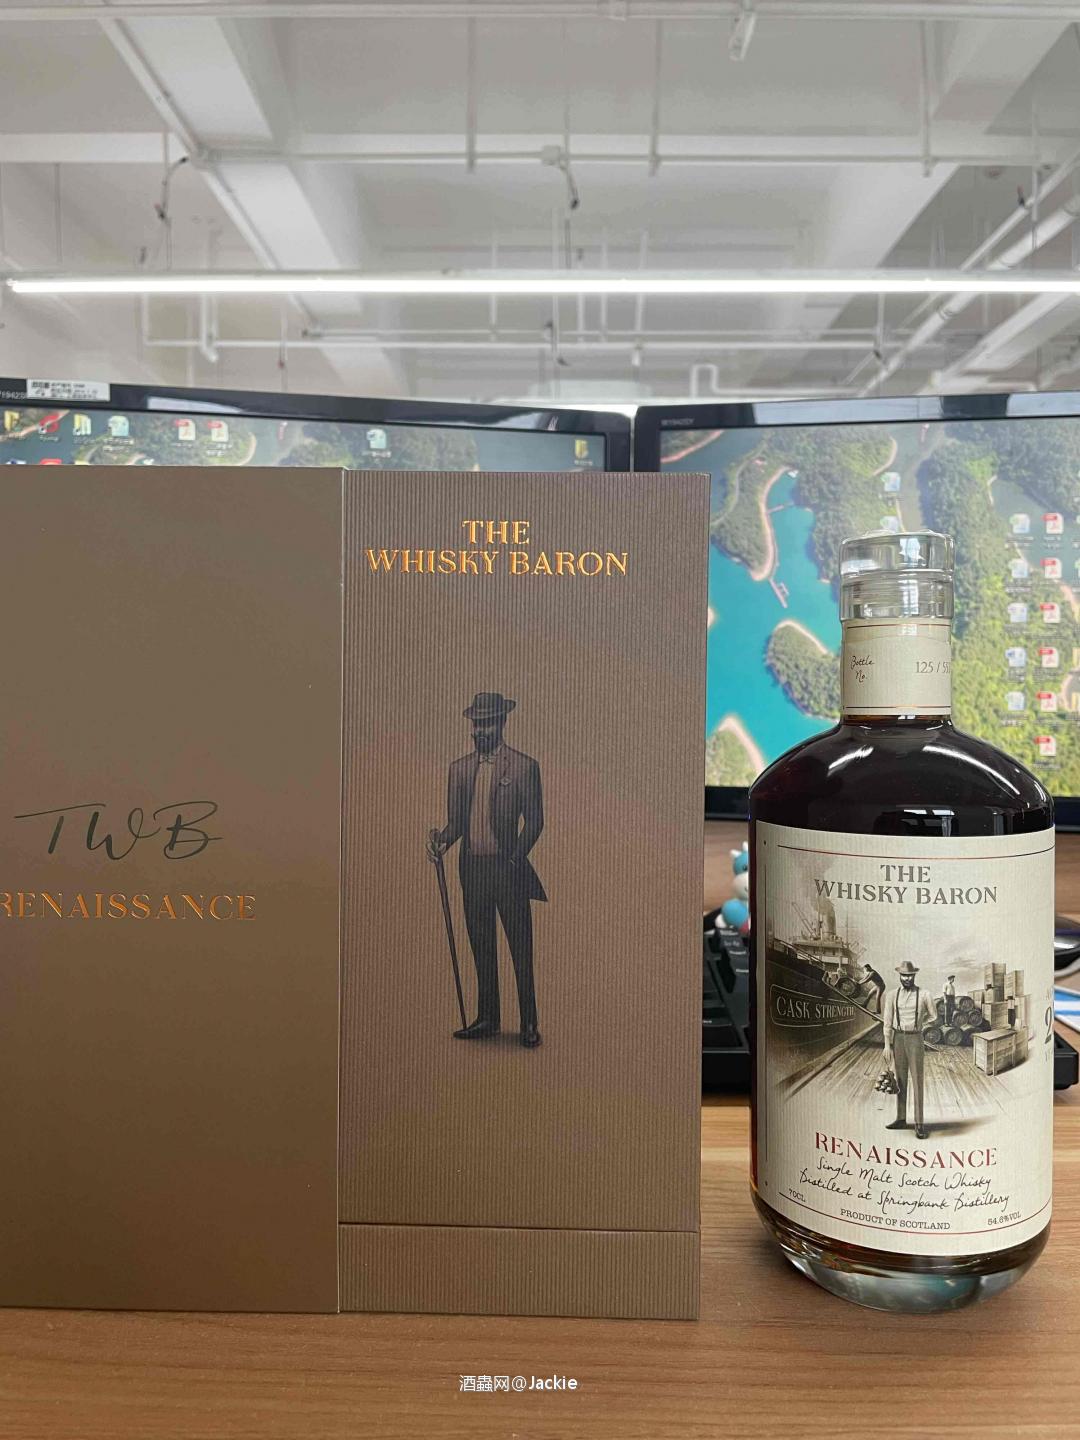 THE
WHISKY BARON
TWB
RENAISSANCE
Bottle
No.
125 /
THE
WHISKY BARON
CASK STRENGTH
RENAISSANCE
Single Malt Scotch Whisky
Distilled at Springbank Distillery
70CL
PRODUCT OF SCOTLAND
54.6%VOL
酒蟲网@Jackie